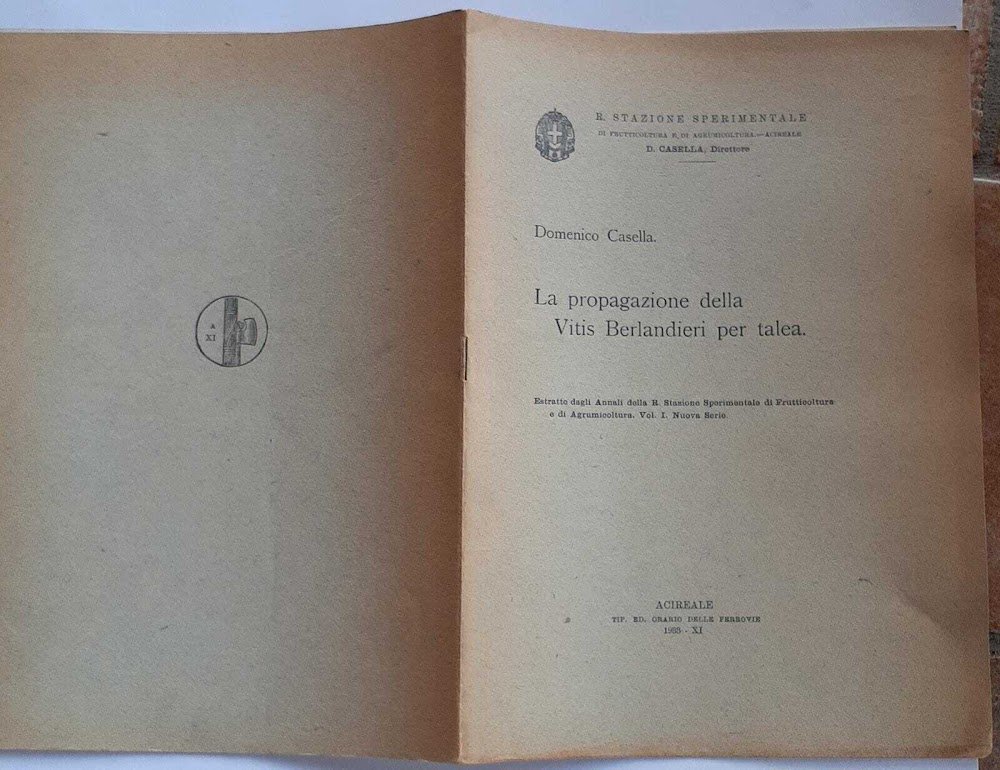 A
XI
R. STAZIONE SPERIMENTALE
DI FRUTTICOLTURA E DI AGRUMICOLTURA.—ACIREALE
D. CASELLA, Direttore
Domenico Casella.
La propagazione della
Vitis Berlandieri per talea.
Estratto dagli Annali della R. Stazione Sperimentale di Frutticoltura
e di Agrumicoltura. Vol. I. Nuova Serie
ACIREALE
TIP. ED. ORARIO DELLE FERROVIE
1933 - XI